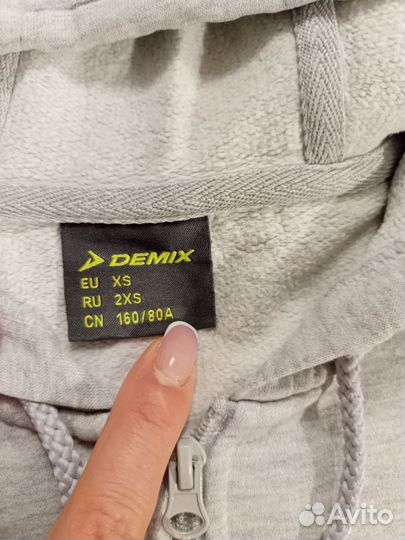 DEMIX
EU XS
RU 2XS
CN 160/80A
Avito